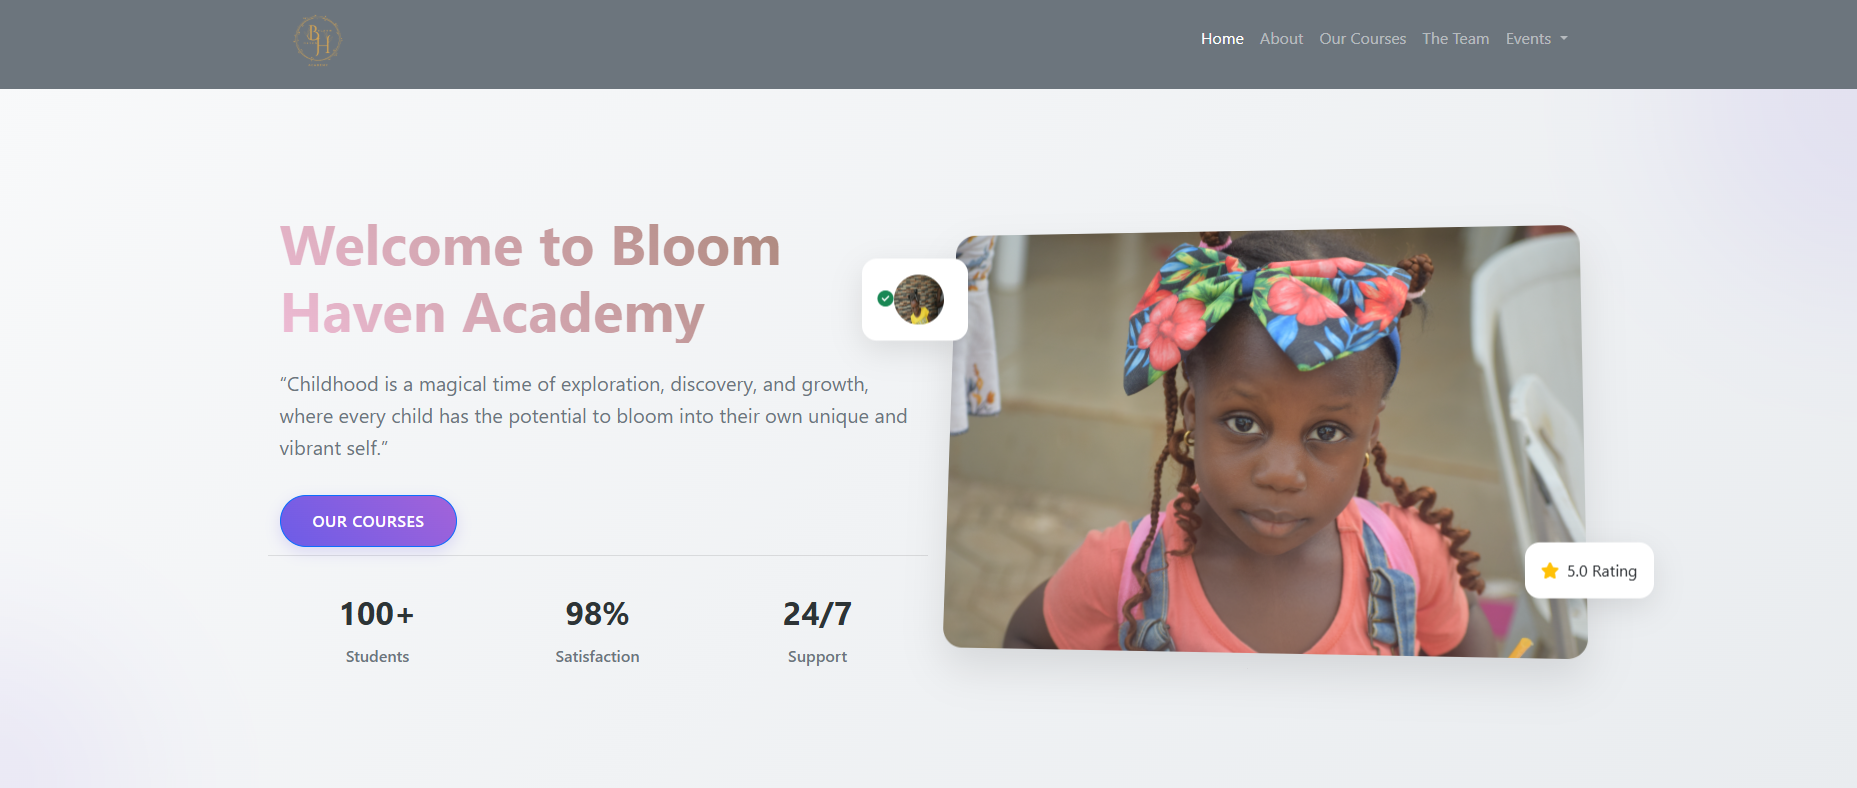 BH
Home About Our Courses The Team Events
Welcome to Bloom
Haven Academy
“Childhood is a magical time of exploration, discovery, and growth,
where every child has the potential to bloom into their own unique and
vibrant self.”
OUR COURSES
100+ 98% 24/7
Students Satisfaction Support
5.0 Rating